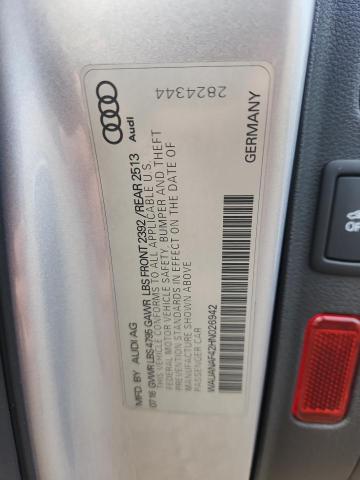 2824344
Audi
GERMANY
MFD. BY AUDI AG
07/16 GVWR LBS 4795 GAWR LBS FRONT 2392 / REAR 2513
THIS VEHICLE CONFORMS TO ALL APPLICABLE U.S.
FEDERAL MOTOR VEHICLE SAFETY, BUMPER AND THEFT
PREVENTION STANDARDS IN EFFECT ON THE DATE OF
MANUFACTURE SHOWN ABOVE
PASSENGER CAR
WAUANAF42HN026942